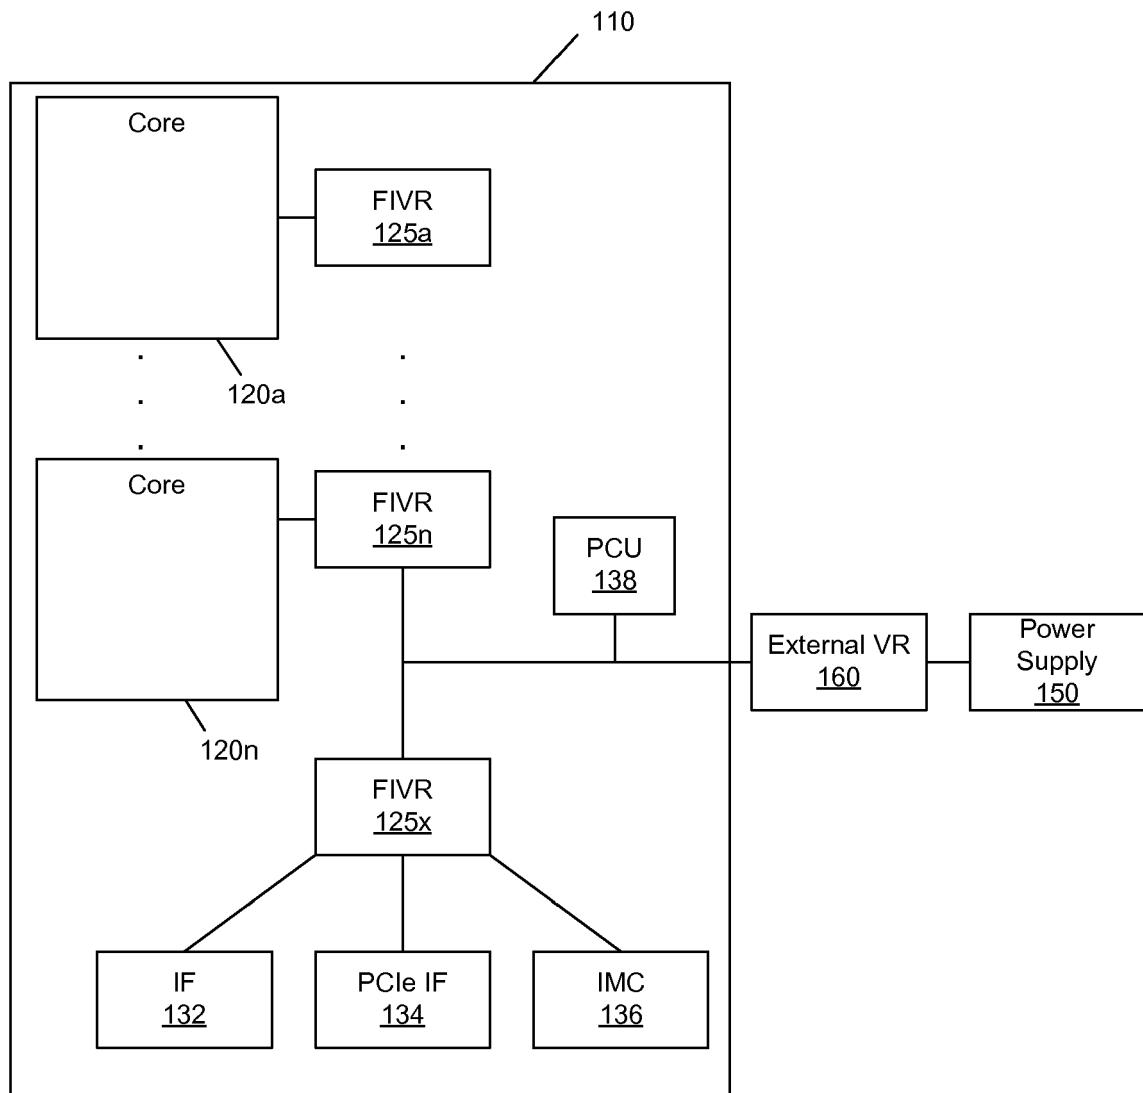 110
Core
FIVR
125a
120a
Core
FIVR
125n
PCU
138
External VR
160
Power
Supply
150
120n
FIVR
125x
IF
132
PCIe IF
134
IMC
136